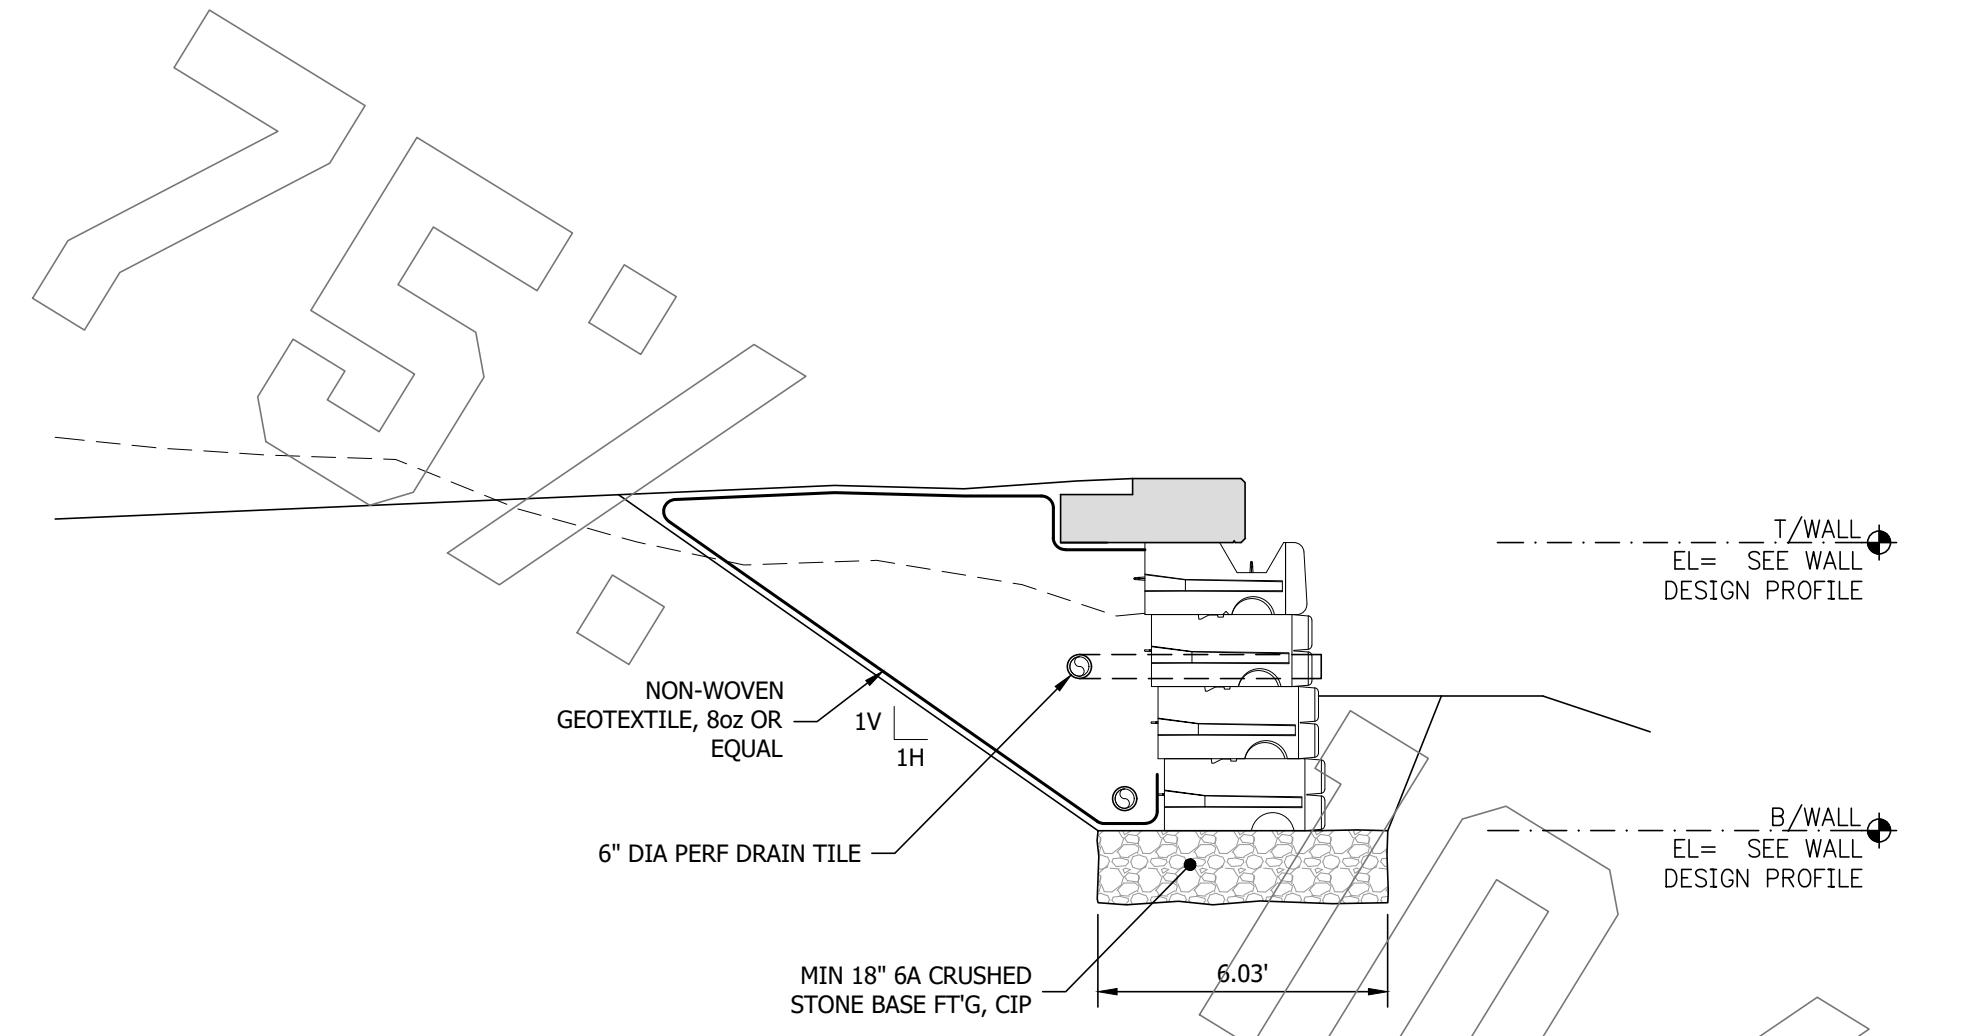 75%
T/WALL
EL= SEE WALL
DESIGN PROFILE
NON-WOVEN
GEOTEXTILE, 8oz OR
EQUAL
1V
1H
B/WALL
EL= SEE WALL
DESIGN PROFILE
6" DIA PERF DRAIN TILE
MIN 18" 6A CRUSHED
STONE BASE FT'G, CIP
6.03'